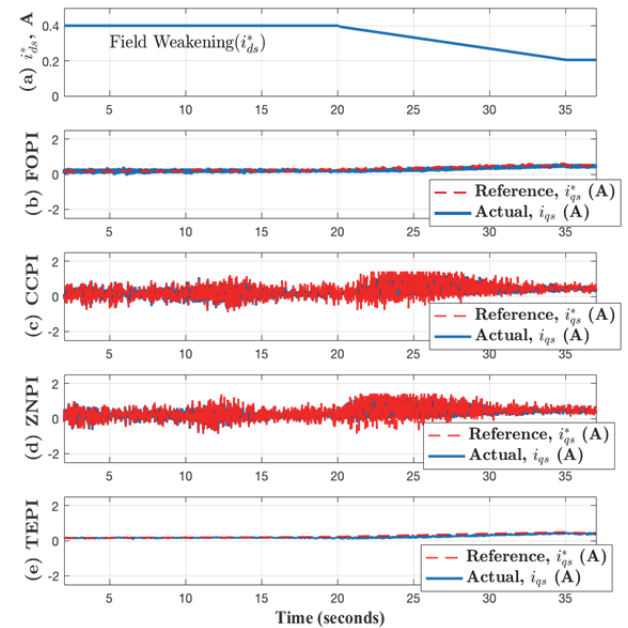 (a) i*ds, A
0.4
0.2
0
Field Weakening(i*ds)
5 10 15 20 25 30 35
(b) FOPI
2
0
-2
Reference, i*qs (A)
Actual, iqs (A)
5 10 15 20 25 30 35
(c) CCPI
2
0
-2
Reference, i*qs (A)
Actual, iqs (A)
5 10 15 20 25 30 35
(d) ZNPI
2
0
-2
Reference, i*qs (A)
Actual, iqs (A)
5 10 15 20 25 30 35
(e) TEPI
2
0
-2
Reference, i*qs (A)
Actual, iqs (A)
5 10 15 20 25 30 35
Time (seconds)